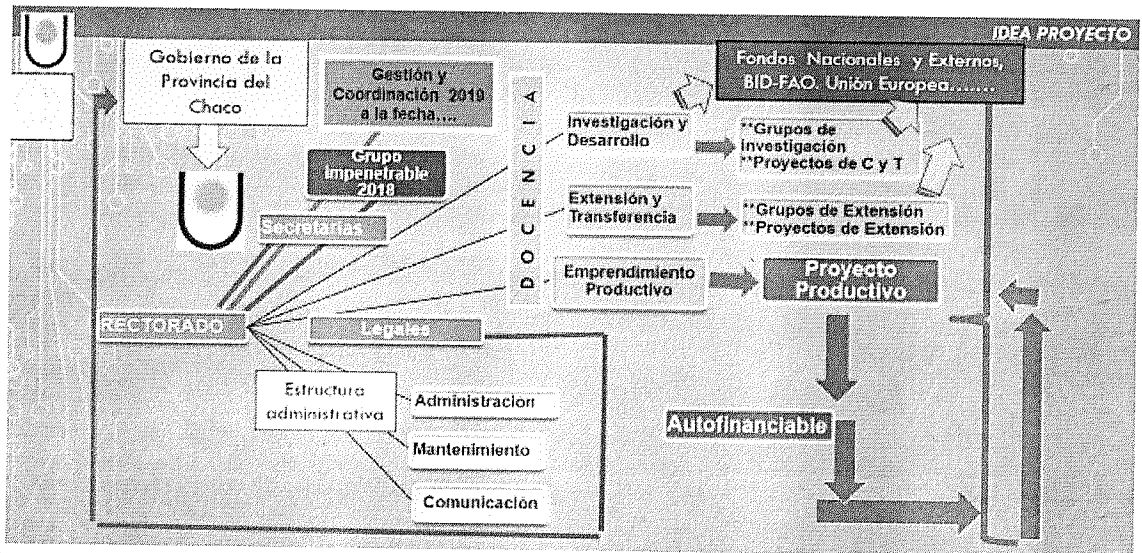 IDEA PROYECTO
Gobierno de la
Provincia del
Chaco
Gestión y
Coordinación 2019
a la fecha....
Grupo
impenetrable
2018
Secretarias
RECTORADO
Legales
Estructura
administrativa
Administracion
Mantenimiento
Comunicación
DOCENCIA
Investigación y
Desarrollo
Extensión y
Transferencia
Emprendimiento
Productivo
Fondos Nacionales y Externos,
BID-FAO. Unión Europea.......
**Grupos de
investigación
**Proyectos de C y T
**Grupos de Extensión
**Proyectos de Extensión
Proyecto
Productivo
Autofinanciable